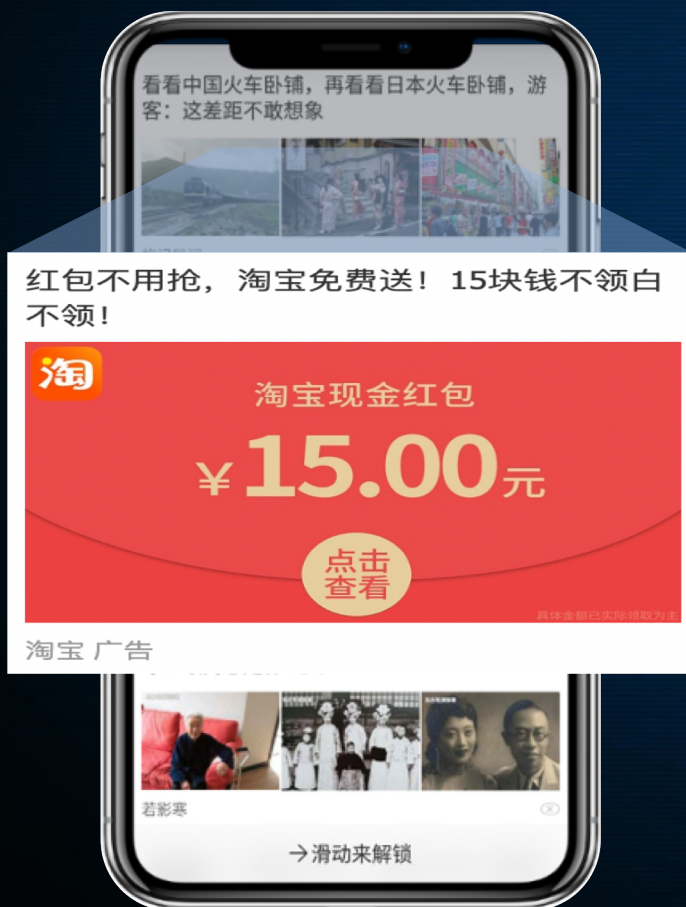 看看中国火车卧铺，再看看日本火车卧铺，游
客：这差距不敢想象
红包不用抢，淘宝免费送！15块钱不领白
不领！
淘
淘宝现金红包
￥15.00元
点击
查看
具体金额已实际领取为主
淘宝 广告
若影寒
→滑动来解锁